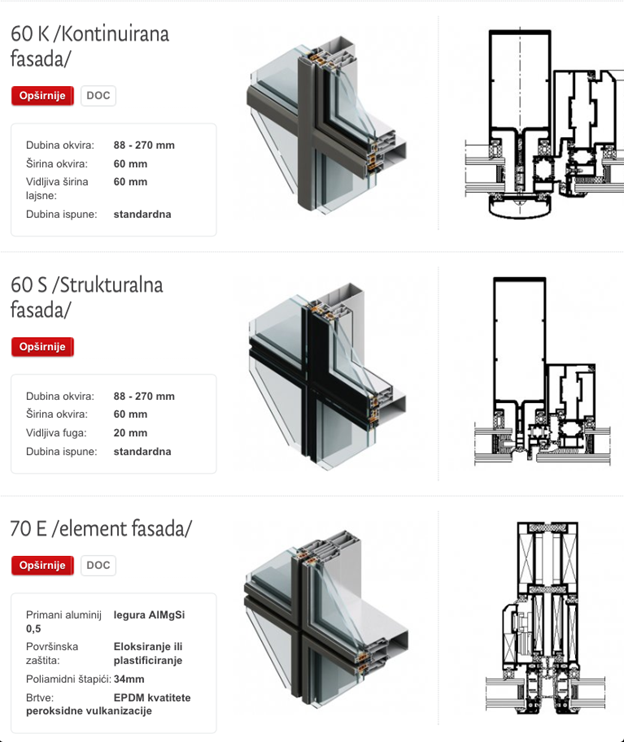 60 K /Kontinuirana
fasada/
Opširnije DOC
Dubina okvira: 88 - 270 mm
Širina okvira: 60 mm
Vidljiva širina 60 mm
lajsne:
Dubina ispune: standardna
60 S /Strukturalna
fasada/
Opširnije
Dubina okvira: 88 - 270 mm
Širina okvira: 60 mm
Vidljiva fuga: 20 mm
Dubina ispune: standardna
70 E /element fasada/
Opširnije DOC
Primani aluminij legura AlMgSi
0,5
Površinska Eloksiranje ili
zaštita: plastificiranje
Poliamidni štapići: 34mm
Brtve: EPDM kvatitete
peroksidne vulkanizacije